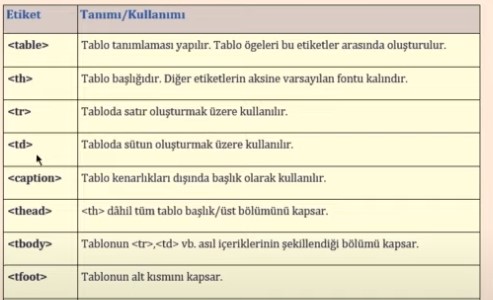 Etiket Tanımı/Kullanımı
<table> Tablo tanımlaması yapılır. Tablo ögeleri bu etiketler arasında oluşturulur.
<th> Tablo başlığıdır. Diğer etiketlerin aksine varsayılan fontu kalındır.
<tr> Tabloda satır oluşturmak üzere kullanılır.
<td> Tabloda sütun oluşturmak üzere kullanılır.
<caption> Tablo kenarlıkları dışında başlık olarak kullanılır.
<thead> <th> dâhil tüm tablo başlık/üst bölümünü kapsar.
<tbody> Tablonun <tr>,<td> vb. asıl içeriklerinin şekillendiği bölümü kapsar.
<tfoot> Tablonun alt kısmını kapsar.